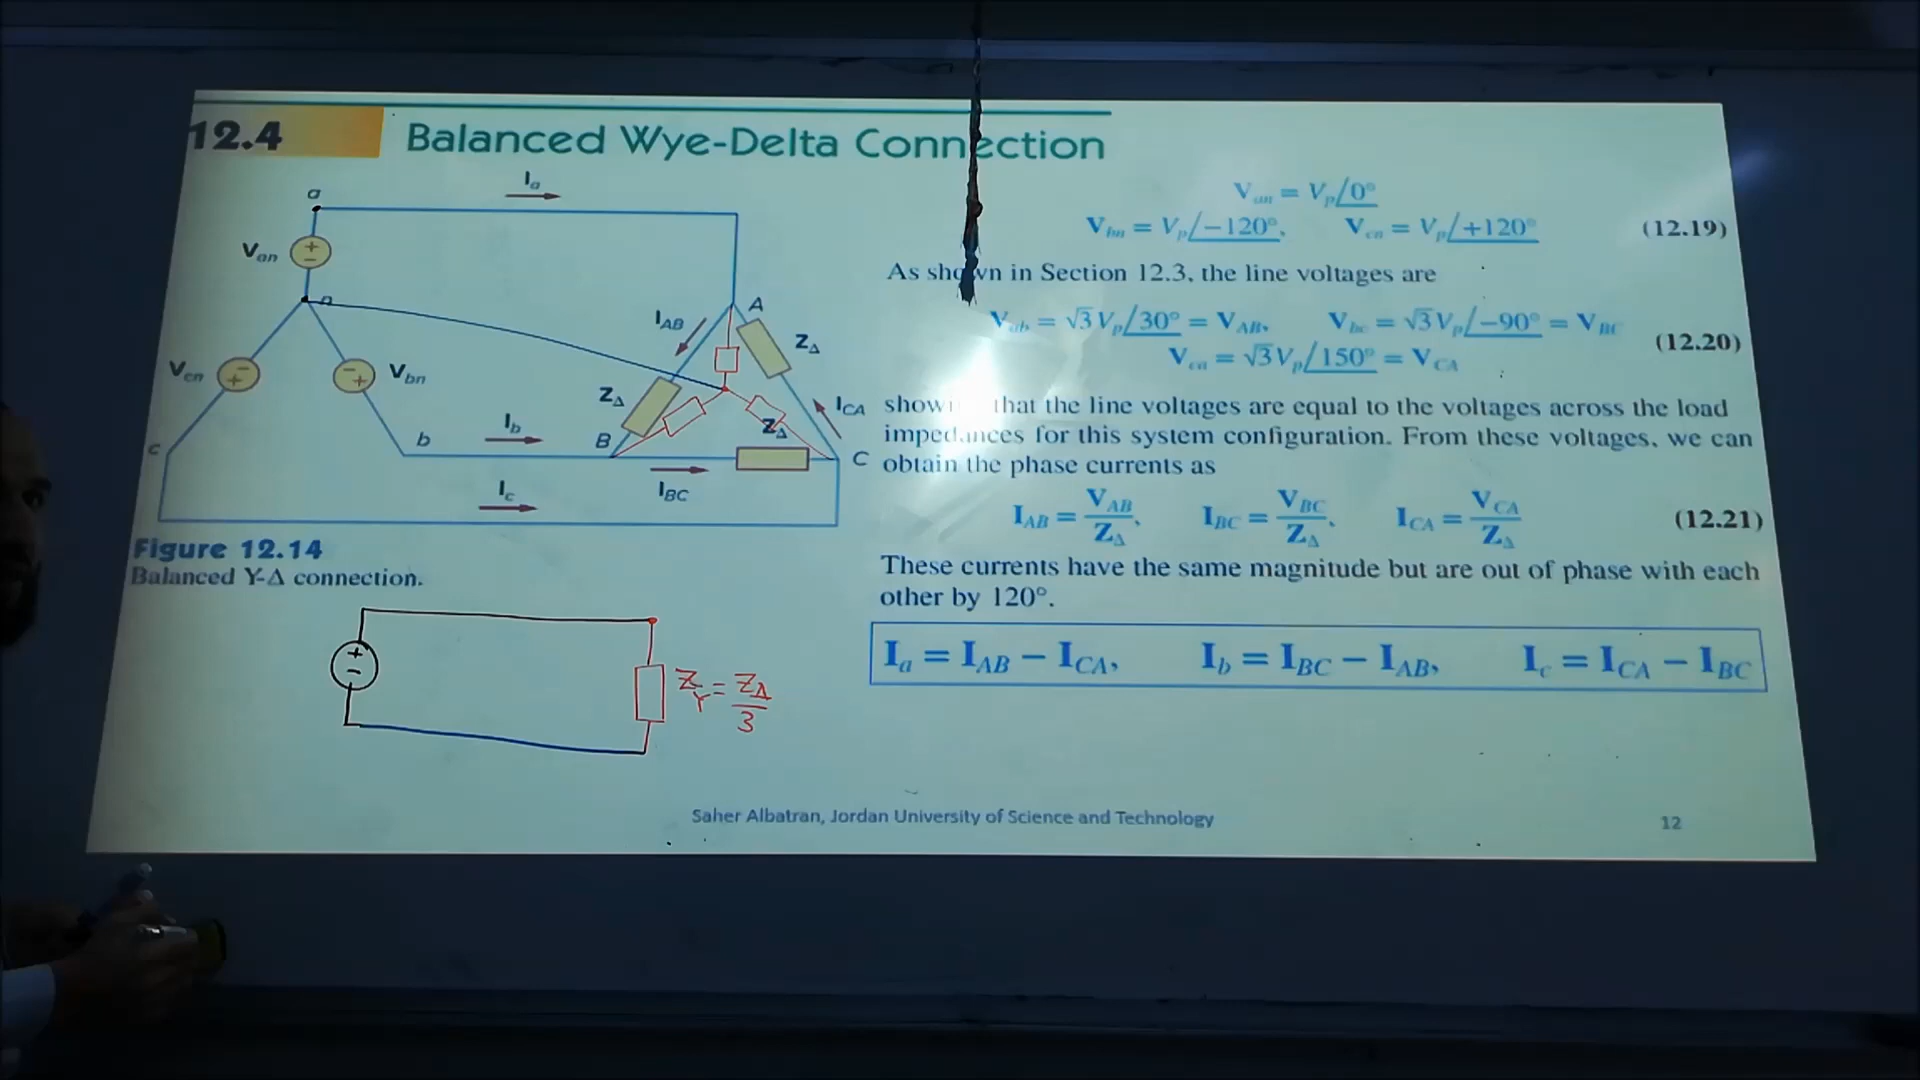 12.4 Balanced Wye-Delta Connection
a
I_a
V_an
n
V_cn
V_bn
c
b
I_b
I_c
I_AB
A
Z_Δ
Z_Δ
Z_Δ
I_CA
B
C
I_BC
Figure 12.14
Balanced Y-Δ connection.
Z_Y = Z_Δ / 3
V_an = V_p/0°
V_bn = V_p/−120°, V_cn = V_p/+120° (12.19)
As shown in Section 12.3, the line voltages are
V_ab = √3 V_p/30° = V_AB, V_bc = √3 V_p/−90° = V_BC
V_ca = √3 V_p/150° = V_CA (12.20)
that the line voltages are equal to the voltages across the load
impedances for this system configuration. From these voltages, we can
obtain the phase currents as
I_AB = V_AB / Z_Δ, I_BC = V_BC / Z_Δ, I_CA = V_CA / Z_Δ (12.21)
These currents have the same magnitude but are out of phase with each
other by 120°.
I_a = I_AB − I_CA, I_b = I_BC − I_AB, I_c = I_CA − I_BC
Saher Albatran, Jordan University of Science and Technology
12